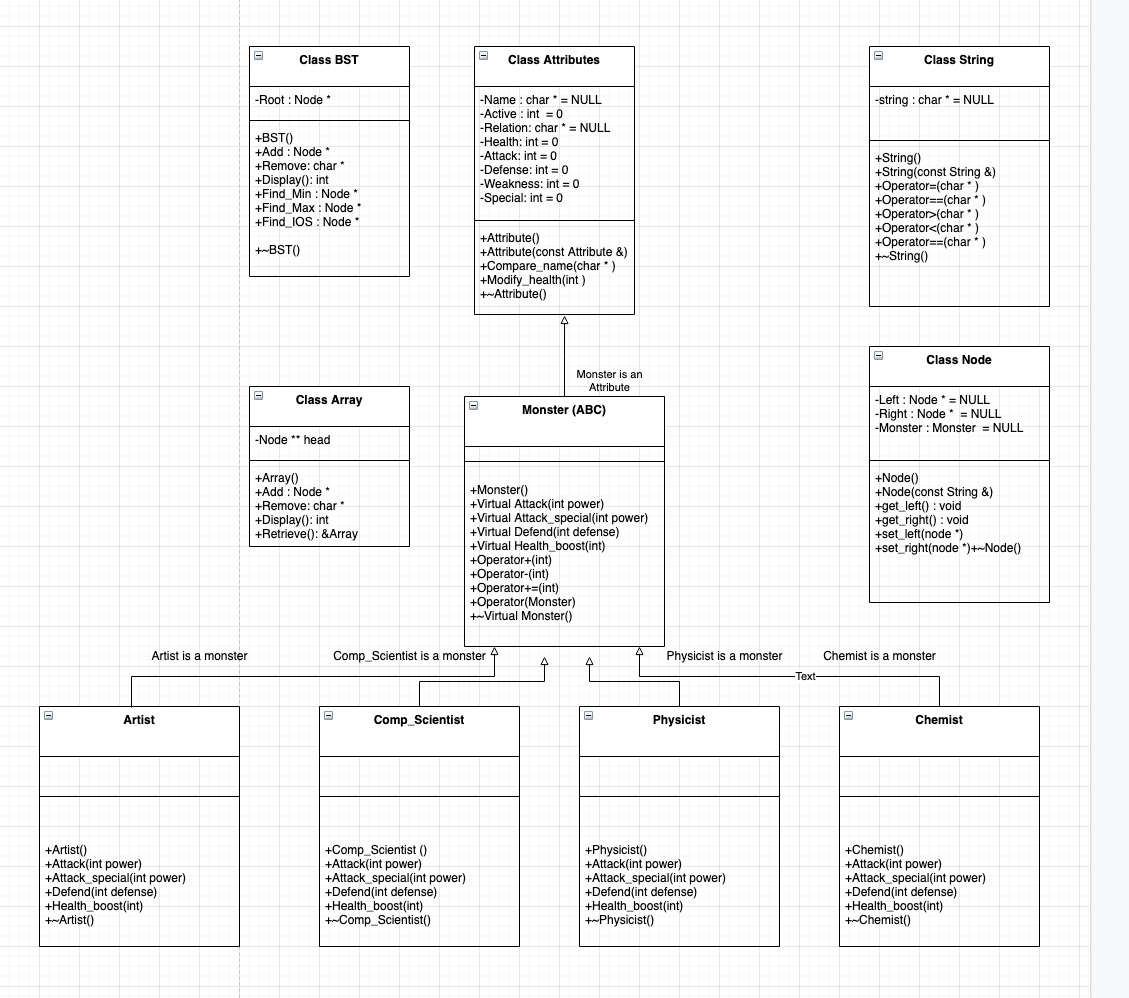 Class BST
-Root : Node *
+BST()
+Add : Node *
+Remove: char *
+Display(): int
+Find_Min : Node *
+Find_Max : Node *
+Find_IOS : Node *
+~BST()
Class Attributes
-Name : char * = NULL
-Active : int  = 0
-Relation: char * = NULL
-Health: int = 0
-Attack: int = 0
-Defense: int = 0
-Weakness: int = 0
-Special: int = 0
+Attribute()
+Attribute(const Attribute &)
+Compare_name(char * )
+Modify_health(int )
+~Attribute()
Class String
-string : char * = NULL
+String()
+String(const String &)
+Operator=(char * )
+Operator==(char * )
+Operator>(char * )
+Operator<(char * )
+Operator==(char * )
+~String()
Class Array
-Node ** head
+Array()
+Add : Node *
+Remove: char *
+Display(): int
+Retrieve(): &Array
Monster is an
Attribute
Monster (ABC)
+Monster()
+Virtual Attack(int power)
+Virtual Attack_special(int power)
+Virtual Defend(int defense)
+Virtual Health_boost(int)
+Operator+(int)
+Operator-(int)
+Operator+=(int)
+Operator(Monster)
+~Virtual Monster()
Class Node
-Left : Node * = NULL
-Right : Node *  = NULL
-Monster : Monster  = NULL
+Node()
+Node(const String &)
+get_left() : void
+get_right() : void
+set_left(node *)
+set_right(node *)+~Node()
Artist is a monster
Comp_Scientist is a monster
Physicist is a monster
Chemist is a monster
Text
Artist
+Artist()
+Attack(int power)
+Attack_special(int power)
+Defend(int defense)
+Health_boost(int)
+~Artist()
Comp_Scientist
+Comp_Scientist ()
+Attack(int power)
+Attack_special(int power)
+Defend(int defense)
+Health_boost(int)
+~Comp_Scientist()
Physicist
+Physicist()
+Attack(int power)
+Attack_special(int power)
+Defend(int defense)
+Health_boost(int)
+~Physicist()
Chemist
+Chemist()
+Attack(int power)
+Attack_special(int power)
+Defend(int defense)
+Health_boost(int)
+~Chemist()